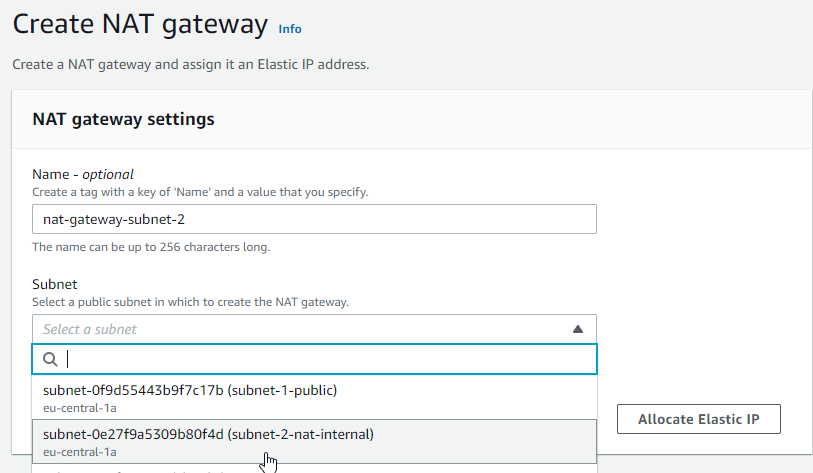 Create NAT gateway Info
Create a NAT gateway and assign it an Elastic IP address.
NAT gateway settings
Name - optional
Create a tag with a key of 'Name' and a value that you specify.
nat-gateway-subnet-2
The name can be up to 256 characters long.
Subnet
Select a public subnet in which to create the NAT gateway.
Select a subnet
subnet-0f9d55443b9f7c17b (subnet-1-public)
eu-central-1a
Allocate Elastic IP
subnet-0e27f9a5309b80f4d (subnet-2-nat-internal)
eu-central-1a